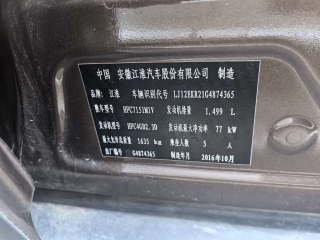 中国 安徽江淮汽车股份有限公司 制造
品牌 江淮 车辆识别代号 LJ12EKR21G4874365
整车型号 HFC7151M1V 发动机排量 1.499 L
发动机型号 HFC4GB2.3D 发动机最大净功率 77 kW
最大允许总质量 1635 kg 乘坐人数 5 人
出厂编号 G4874365 制造年月 2016年10月